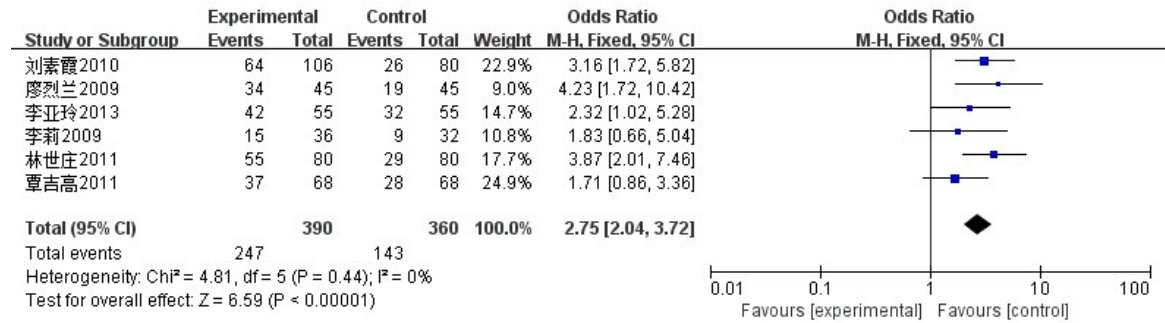 Experimental Control Odds Ratio Odds Ratio
Study or Subgroup Events Total Events Total Weight M-H, Fixed, 95% CI M-H, Fixed, 95% CI
刘素霞2010 64 106 26 80 22.9% 3.16 [1.72, 5.82]
廖烈兰2009 34 45 19 45 9.0% 4.23 [1.72, 10.42]
李亚玲2013 42 55 32 55 14.7% 2.32 [1.02, 5.28]
李莉2009 15 36 9 32 10.8% 1.83 [0.66, 5.04]
林世庄2011 55 80 29 80 17.7% 3.87 [2.01, 7.46]
覃吉高2011 37 68 28 68 24.9% 1.71 [0.86, 3.36]
Total (95% CI) 390 360 100.0% 2.75 [2.04, 3.72]
Total events 247 143
Heterogeneity: Chi² = 4.81, df = 5 (P = 0.44); I² = 0%
Test for overall effect: Z = 6.59 (P < 0.00001)
0.01 0.1 1 10 100
Favours [experimental] Favours [control]